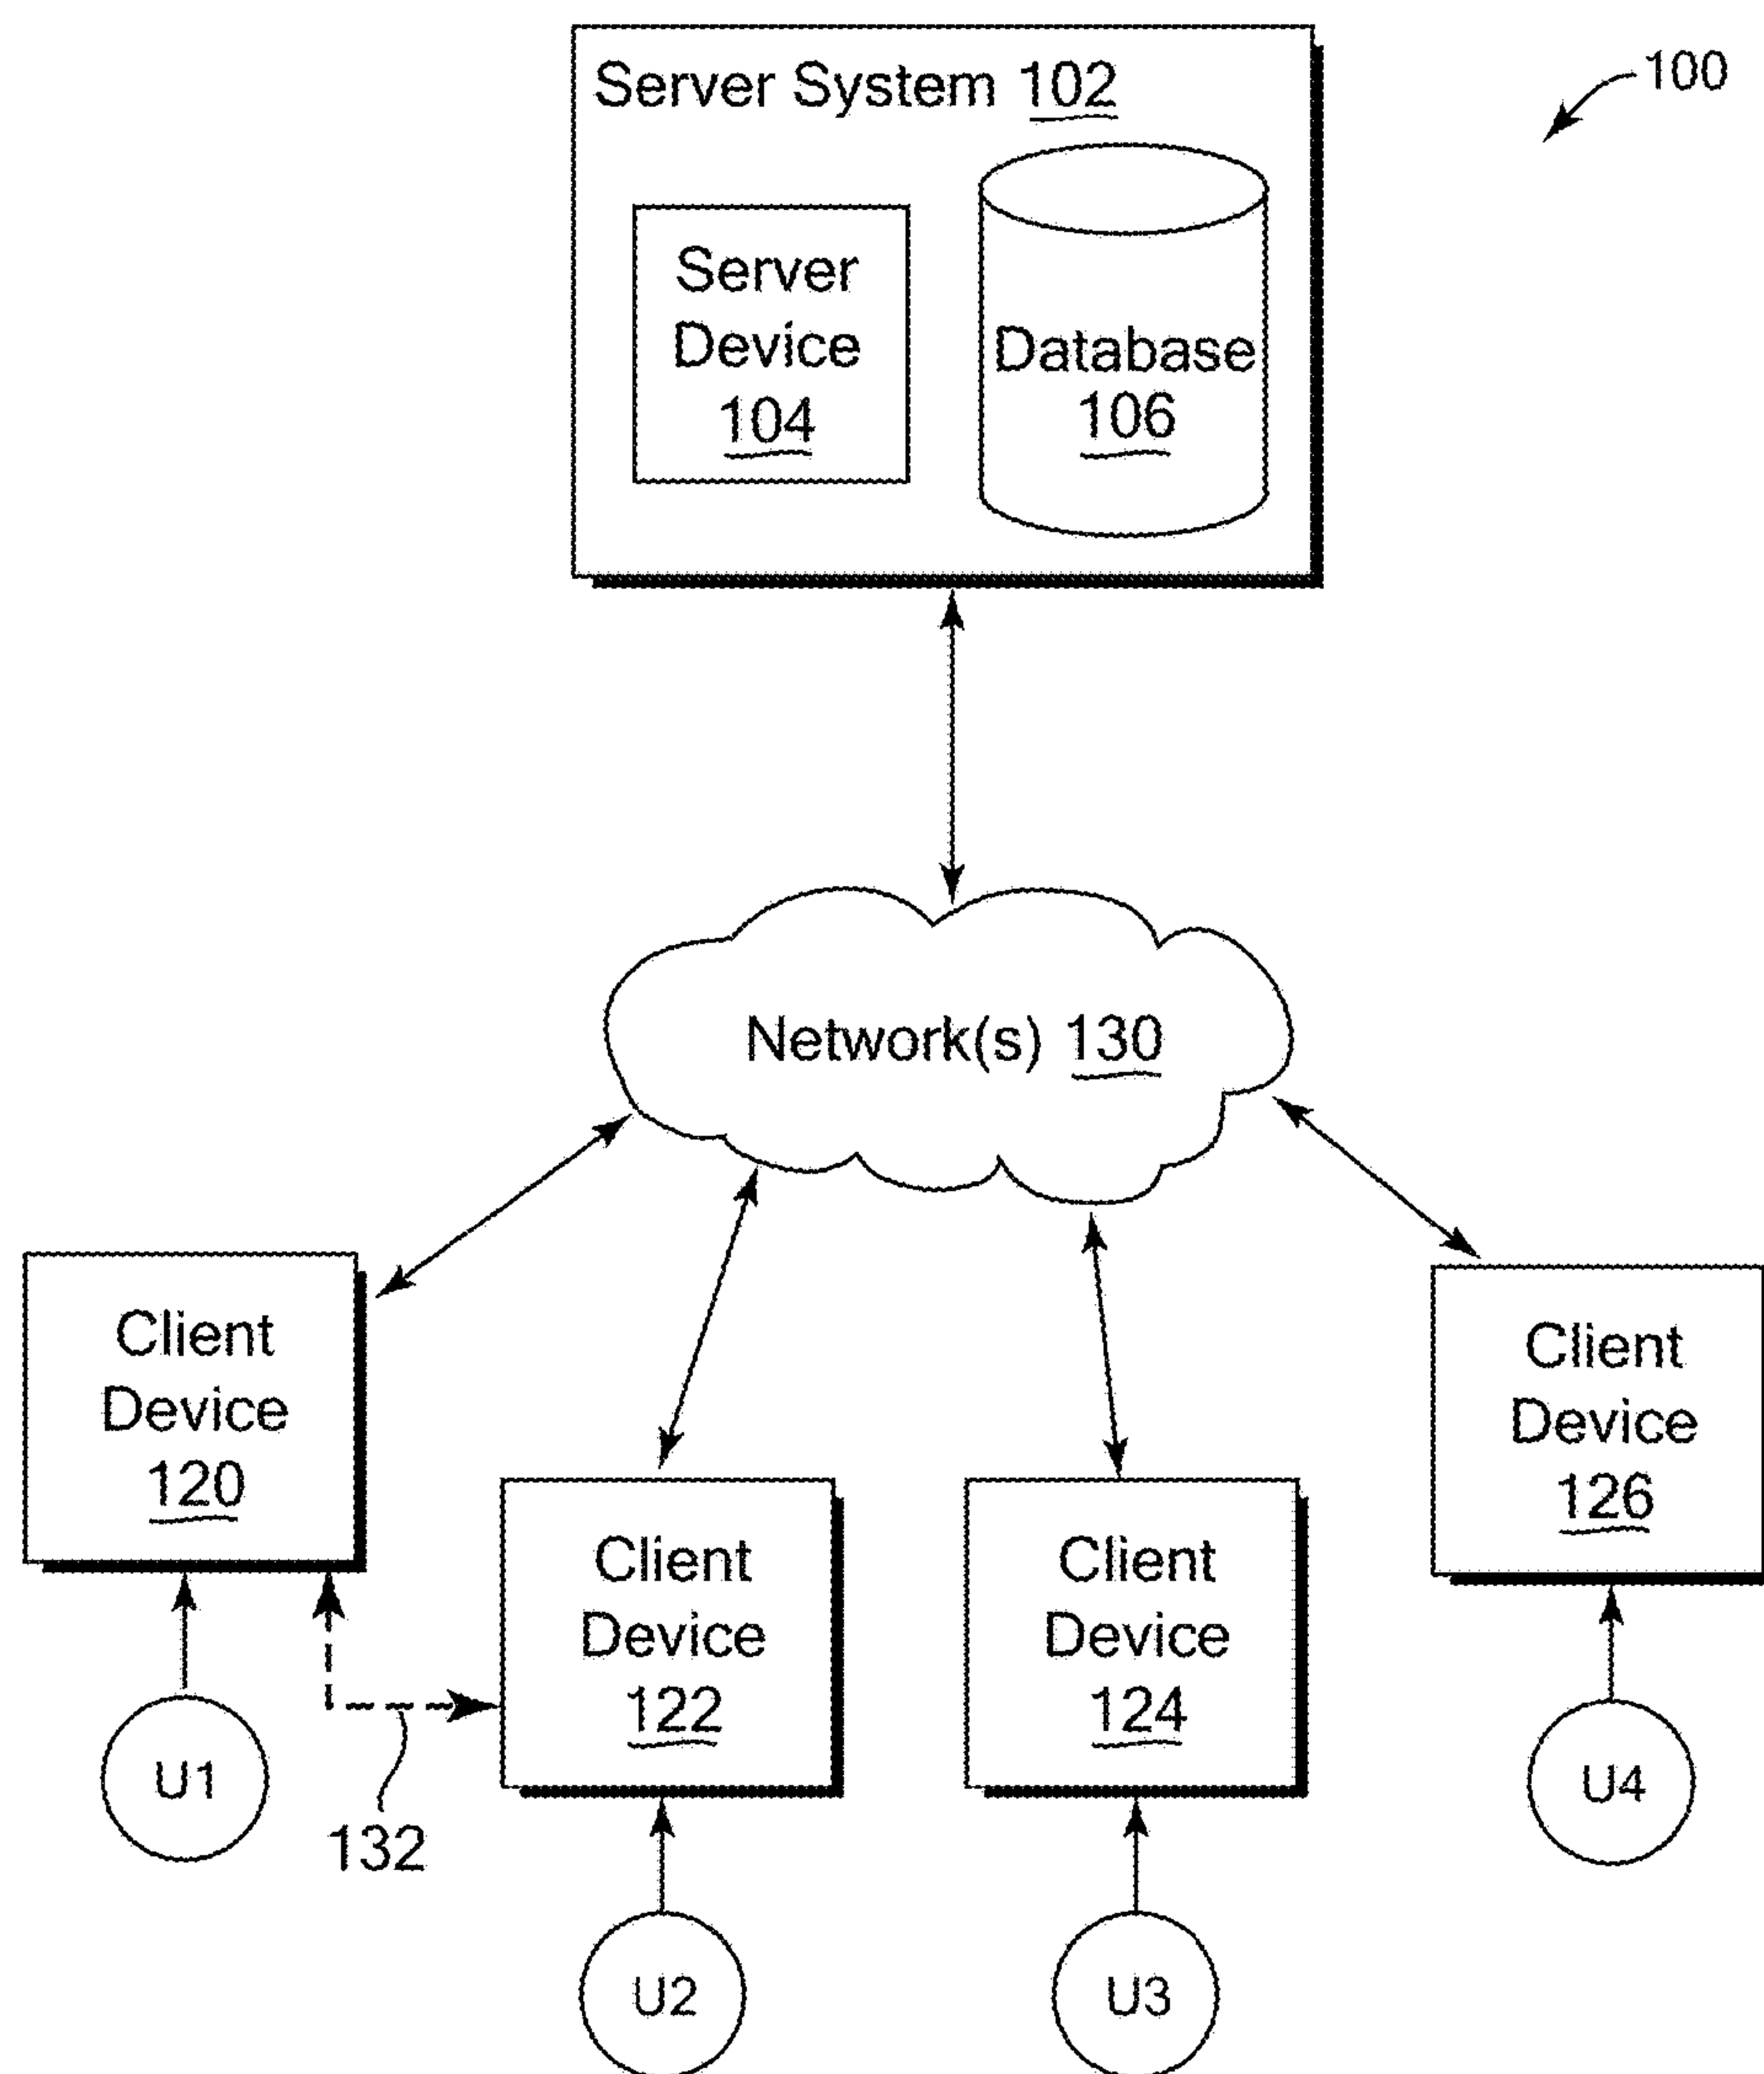 Server System 102
100
Server
Device
104
Database
106
Network(s) 130
Client
Device
120
Client
Device
122
Client
Device
124
Client
Device
126
U1
132
U2
U3
U4